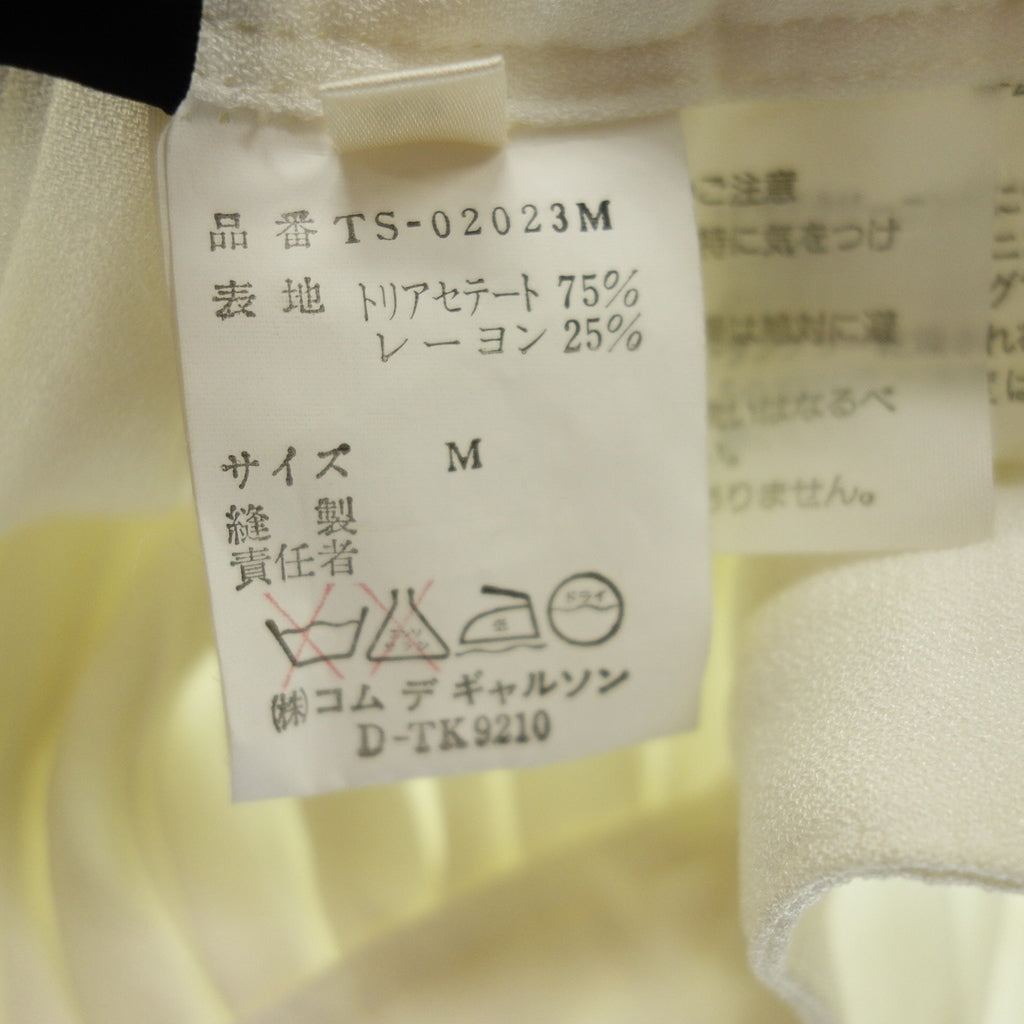 品番 TS-02023M
表地 トリアセテート 75%
レーヨン 25%
サイズ M
縫製
責任者
ドライ
(株)コム デ ギャルソン
D-TK9210
ご注意
特に気をつけ
は絶対に避
なるべ
りません。